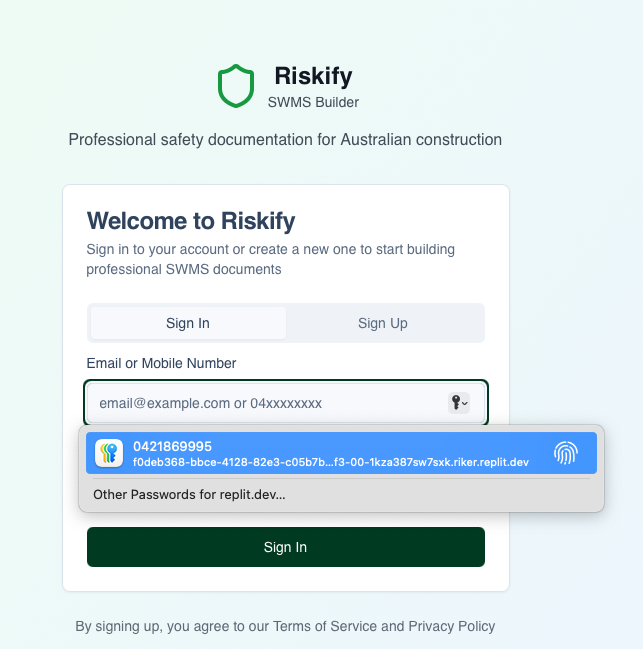 Riskify
SWMS Builder
Professional safety documentation for Australian construction
Welcome to Riskify
Sign in to your account or create a new one to start building
professional SWMS documents
Sign In
Sign Up
Email or Mobile Number
email@example.com or 04xxxxxxxx
0421869995
f0deb368-bbce-4128-82e3-c05b7b...f3-00-1kza387sw7sxk.riker.replit.dev
Other Passwords for replit.dev...
Sign In
By signing up, you agree to our Terms of Service and Privacy Policy